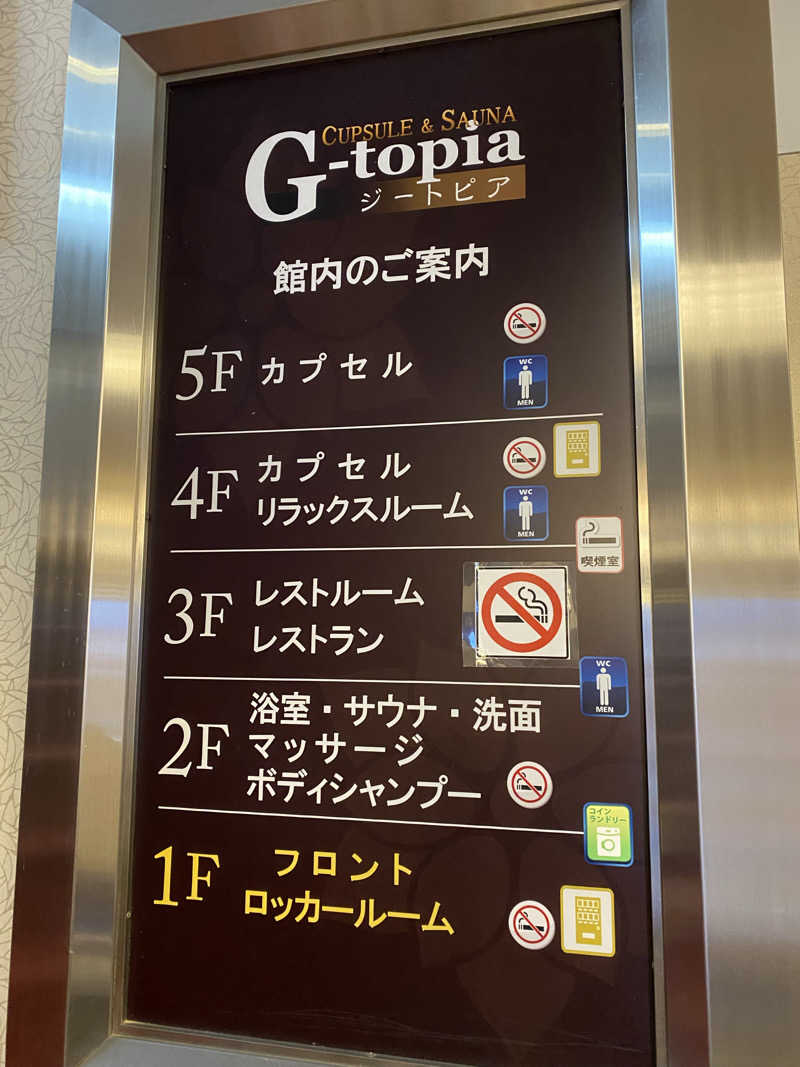 CUPSULE & SAUNA
G-topia
ジートピア
館内のご案内
5F カプセル
WC
MEN
4F カプセル
リラックスルーム
WC
MEN
喫煙室
3F レストルーム
レストラン
WC
MEN
2F 浴室・サウナ・洗面
マッサージ
ボディシャンプー
コイン
ランドリー
1F フロント
ロッカールーム